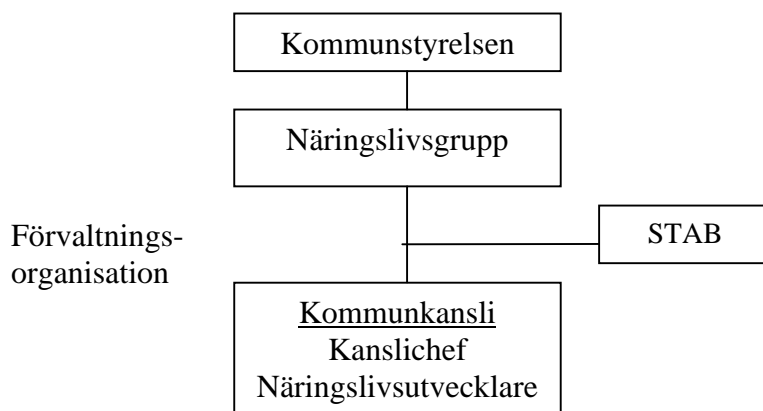 Kommunstyrelsen
Näringslivsgrupp
Förvaltnings-
organisation
STAB
Kommunkansli
Kanslichef
Näringslivsutvecklare